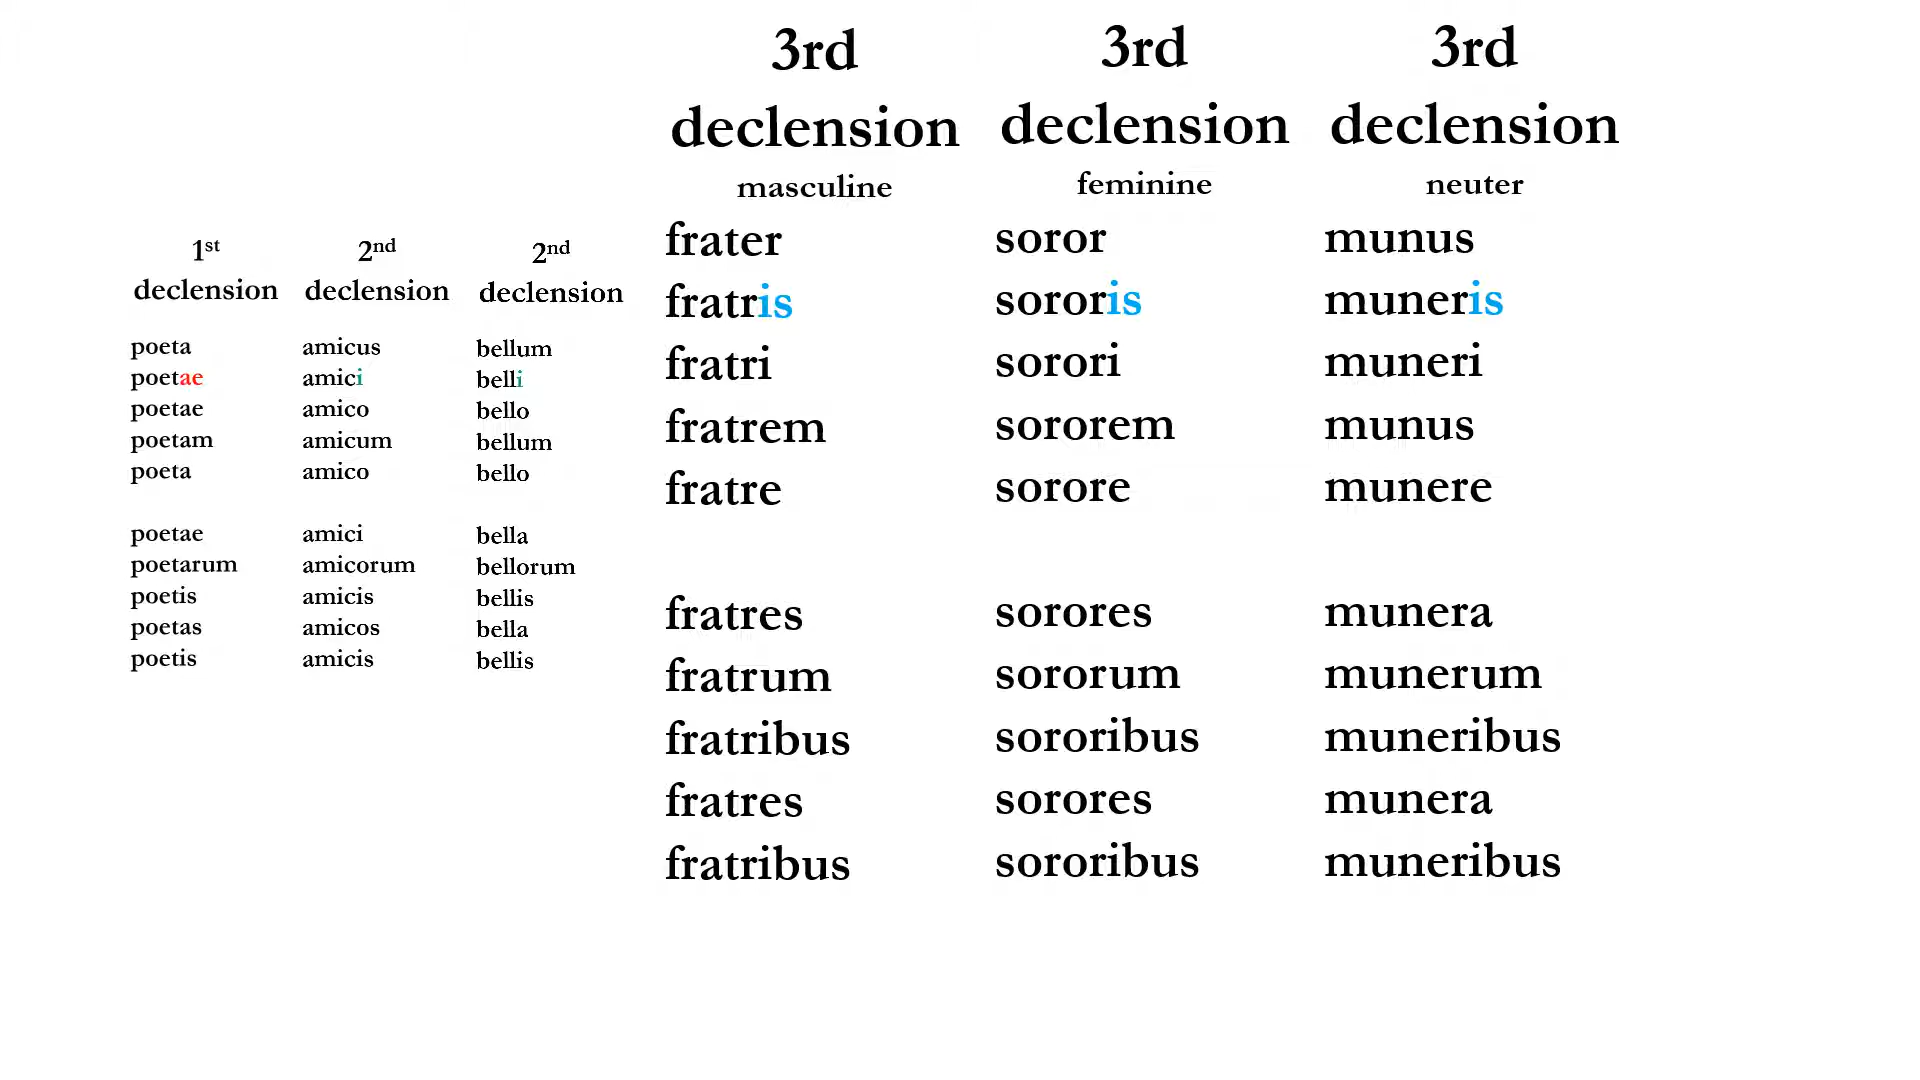 1st
declension
poeta
poetae
poetae
poetam
poeta
poetae
poetarum
poetis
poetas
poetis
2nd
declension
amicus
amici
amico
amicum
amico
amici
amicorum
amicis
amicos
amicis
2nd
declension
bellum
belli
bello
bellum
bello
bella
bellorum
bellis
bella
bellis
3rd
declension
masculine
frater
fratris
fratri
fratrem
fratre
fratres
fratrum
fratribus
fratres
fratribus
3rd
declension
feminine
soror
sororis
sorori
sororem
sorore
sorores
sororum
sororibus
sorores
sororibus
3rd
declension
neuter
munus
muneris
muneri
munus
munere
munera
munerum
muneribus
munera
muneribus